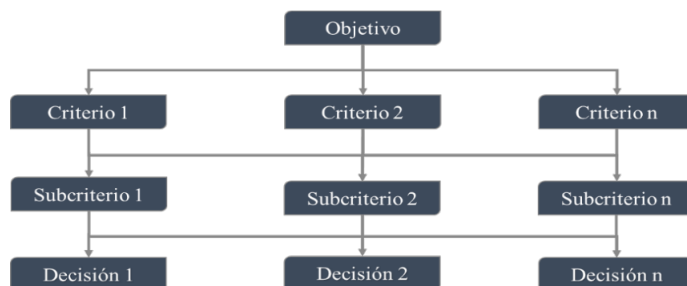 Objetivo
Criterio 1
Criterio 2
Criterio n
Subcriterio 1
Subcriterio 2
Subcriterio n
Decisión 1
Decisión 2
Decisión n